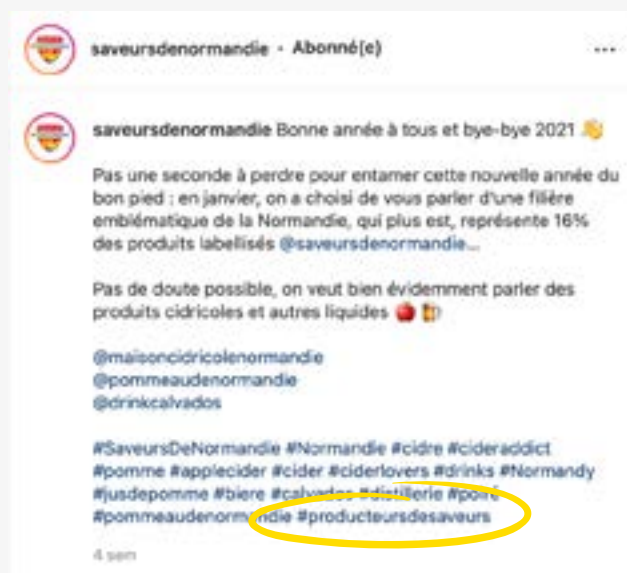 saveursdenormandie • Abonné(e)
saveursdenormandie Bonne année à tous et bye-bye 2021 👋
Pas une seconde à perdre pour entamer cette nouvelle année du
bon pied : en janvier, on a choisi de vous parler d'une filière
emblématique de la Normandie, qui plus est, représente 16%
des produits labellisés @saveursdenormandie...
Pas de doute possible, on veut bien évidemment parler des
produits cidricoles et autres liquides 🍎 🍺
@maisoncidricolenormandie
@pommeaudenormandie
@drinkcalvados
#SaveursDeNormandie #Normandie #cidre #cideraddict
#pomme #applecider #cider #ciderlovers #drinks #Normandy
#jusdepomme #biere #calvados #distillerie #poiré
#pommeaudenormandie #producteursdesaveurs
4 sem